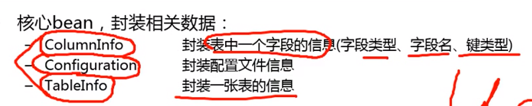 核心bean，封装相关数据：
– ColumnInfo 封装表中一个字段的信息(字段类型、字段名、键类型)
– Configuration 封装配置文件信息
– TableInfo 封装一张表的信息